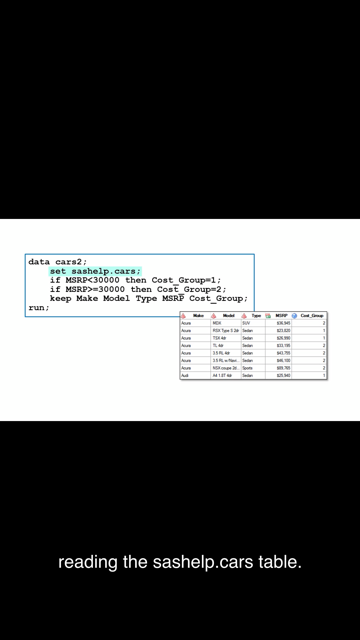 data cars2;
set sashelp.cars;
if MSRP<30000 then Cost_Group=1;
if MSRP>=30000 then Cost_Group=2;
keep Make Model Type MSRP Cost_Group;
run;
Make Model Type MSRP Cost_Group
Acura MDX SUV $36,945 2
Acura RSX Type S 2dr Sedan $23,820 1
Acura TSX 4dr Sedan $26,990 1
Acura TL 4dr Sedan $33,195 2
Acura 3.5 RL 4dr Sedan $43,755 2
Acura 3.5 RL w/Navi... Sedan $46,100 2
Acura NSX coupe 2d... Sports $89,765 2
Audi A4 1.8T 4dr Sedan $25,940 1
reading the sashelp.cars table.